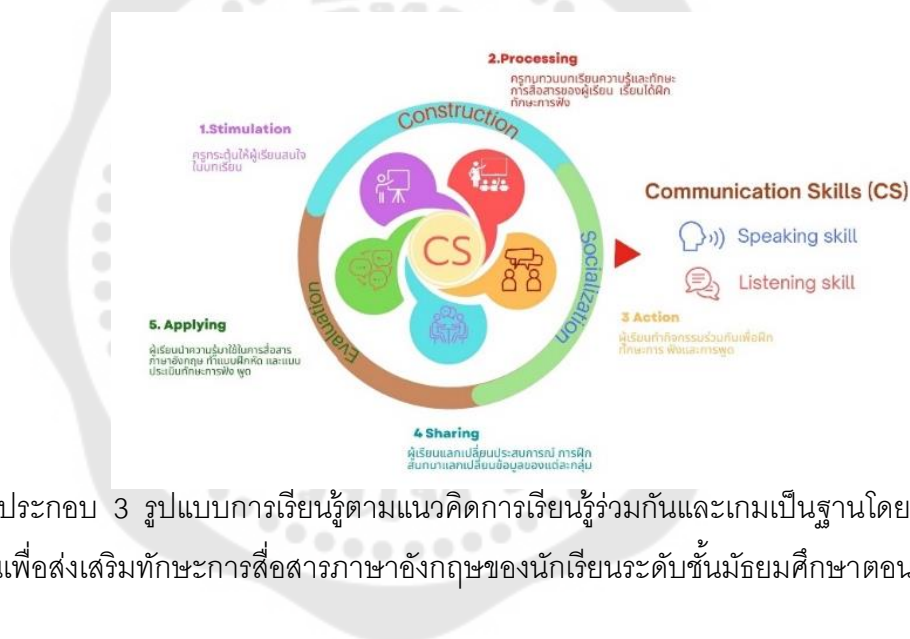 2.Processing
ครูทบทวนบทเรียนความรู้และทักษะ
การสื่อสารของผู้เรียน เรียนได้ฝึก
ทักษะการฟัง
Construction
1.Stimulation
ครูกระตุ้นให้ผู้เรียนสนใจ
ในบทเรียน
Communication Skills (CS)
Speaking skill
Listening skill
CS
Socialization
Evaluation
3 Action
ผู้เรียนทำกิจกรรมร่วมกันเพื่อฝึก
ทักษะการ ฟังและการพูด
5. Applying
ผู้เรียนนำความรู้มาใช้ในการสื่อสาร
ภาษาอังกฤษ ทำแบบฝึกหัด และแบบ
ประเมินทักษะการฟัง พูด
4 Sharing
ผู้เรียนแลกเปลี่ยนประสบการณ์ การฝึก
สนทนาแลกเปลี่ยนข้อมูลของแต่ละกลุ่ม
ประกอบ 3 รูปแบบการเรียนรู้ตามแนวคิดการเรียนรู้ร่วมกันและเกมเป็นฐานโดย
เพื่อส่งเสริมทักษะการสื่อสารภาษาอังกฤษของนักเรียนระดับชั้นมัธยมศึกษาตอน